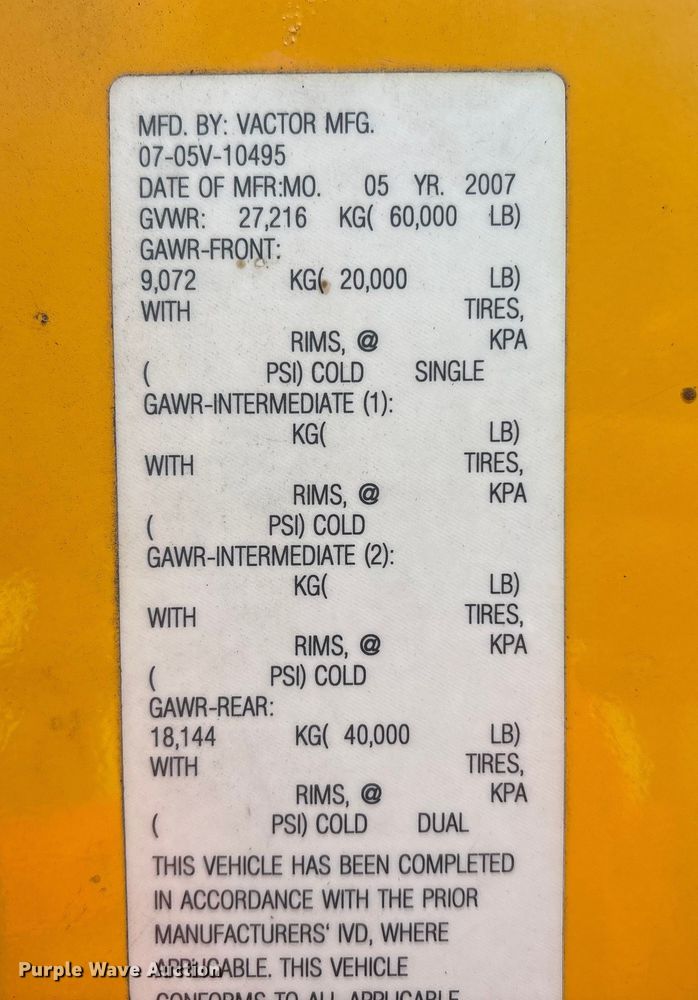 MFD. BY: VACTOR MFG.
07-05V-10495
DATE OF MFR:MO. 05 YR. 2007
GVWR: 27,216 KG( 60,000 LB)
GAWR-FRONT:
9,072 KG( 20,000 LB)
WITH TIRES,
RIMS, @ KPA
( PSI) COLD SINGLE
GAWR-INTERMEDIATE (1):
KG( LB)
WITH TIRES,
RIMS, @ KPA
( PSI) COLD
GAWR-INTERMEDIATE (2):
KG( LB)
WITH TIRES,
RIMS, @ KPA
( PSI) COLD
GAWR-REAR:
18,144 KG( 40,000 LB)
WITH TIRES,
RIMS, @ KPA
( PSI) COLD DUAL
THIS VEHICLE HAS BEEN COMPLETED
IN ACCORDANCE WITH THE PRIOR
MANUFACTURERS' IVD, WHERE
APPLICABLE. THIS VEHICLE
CONFORMS TO ALL APPLICABLE
Purple Wave Auction